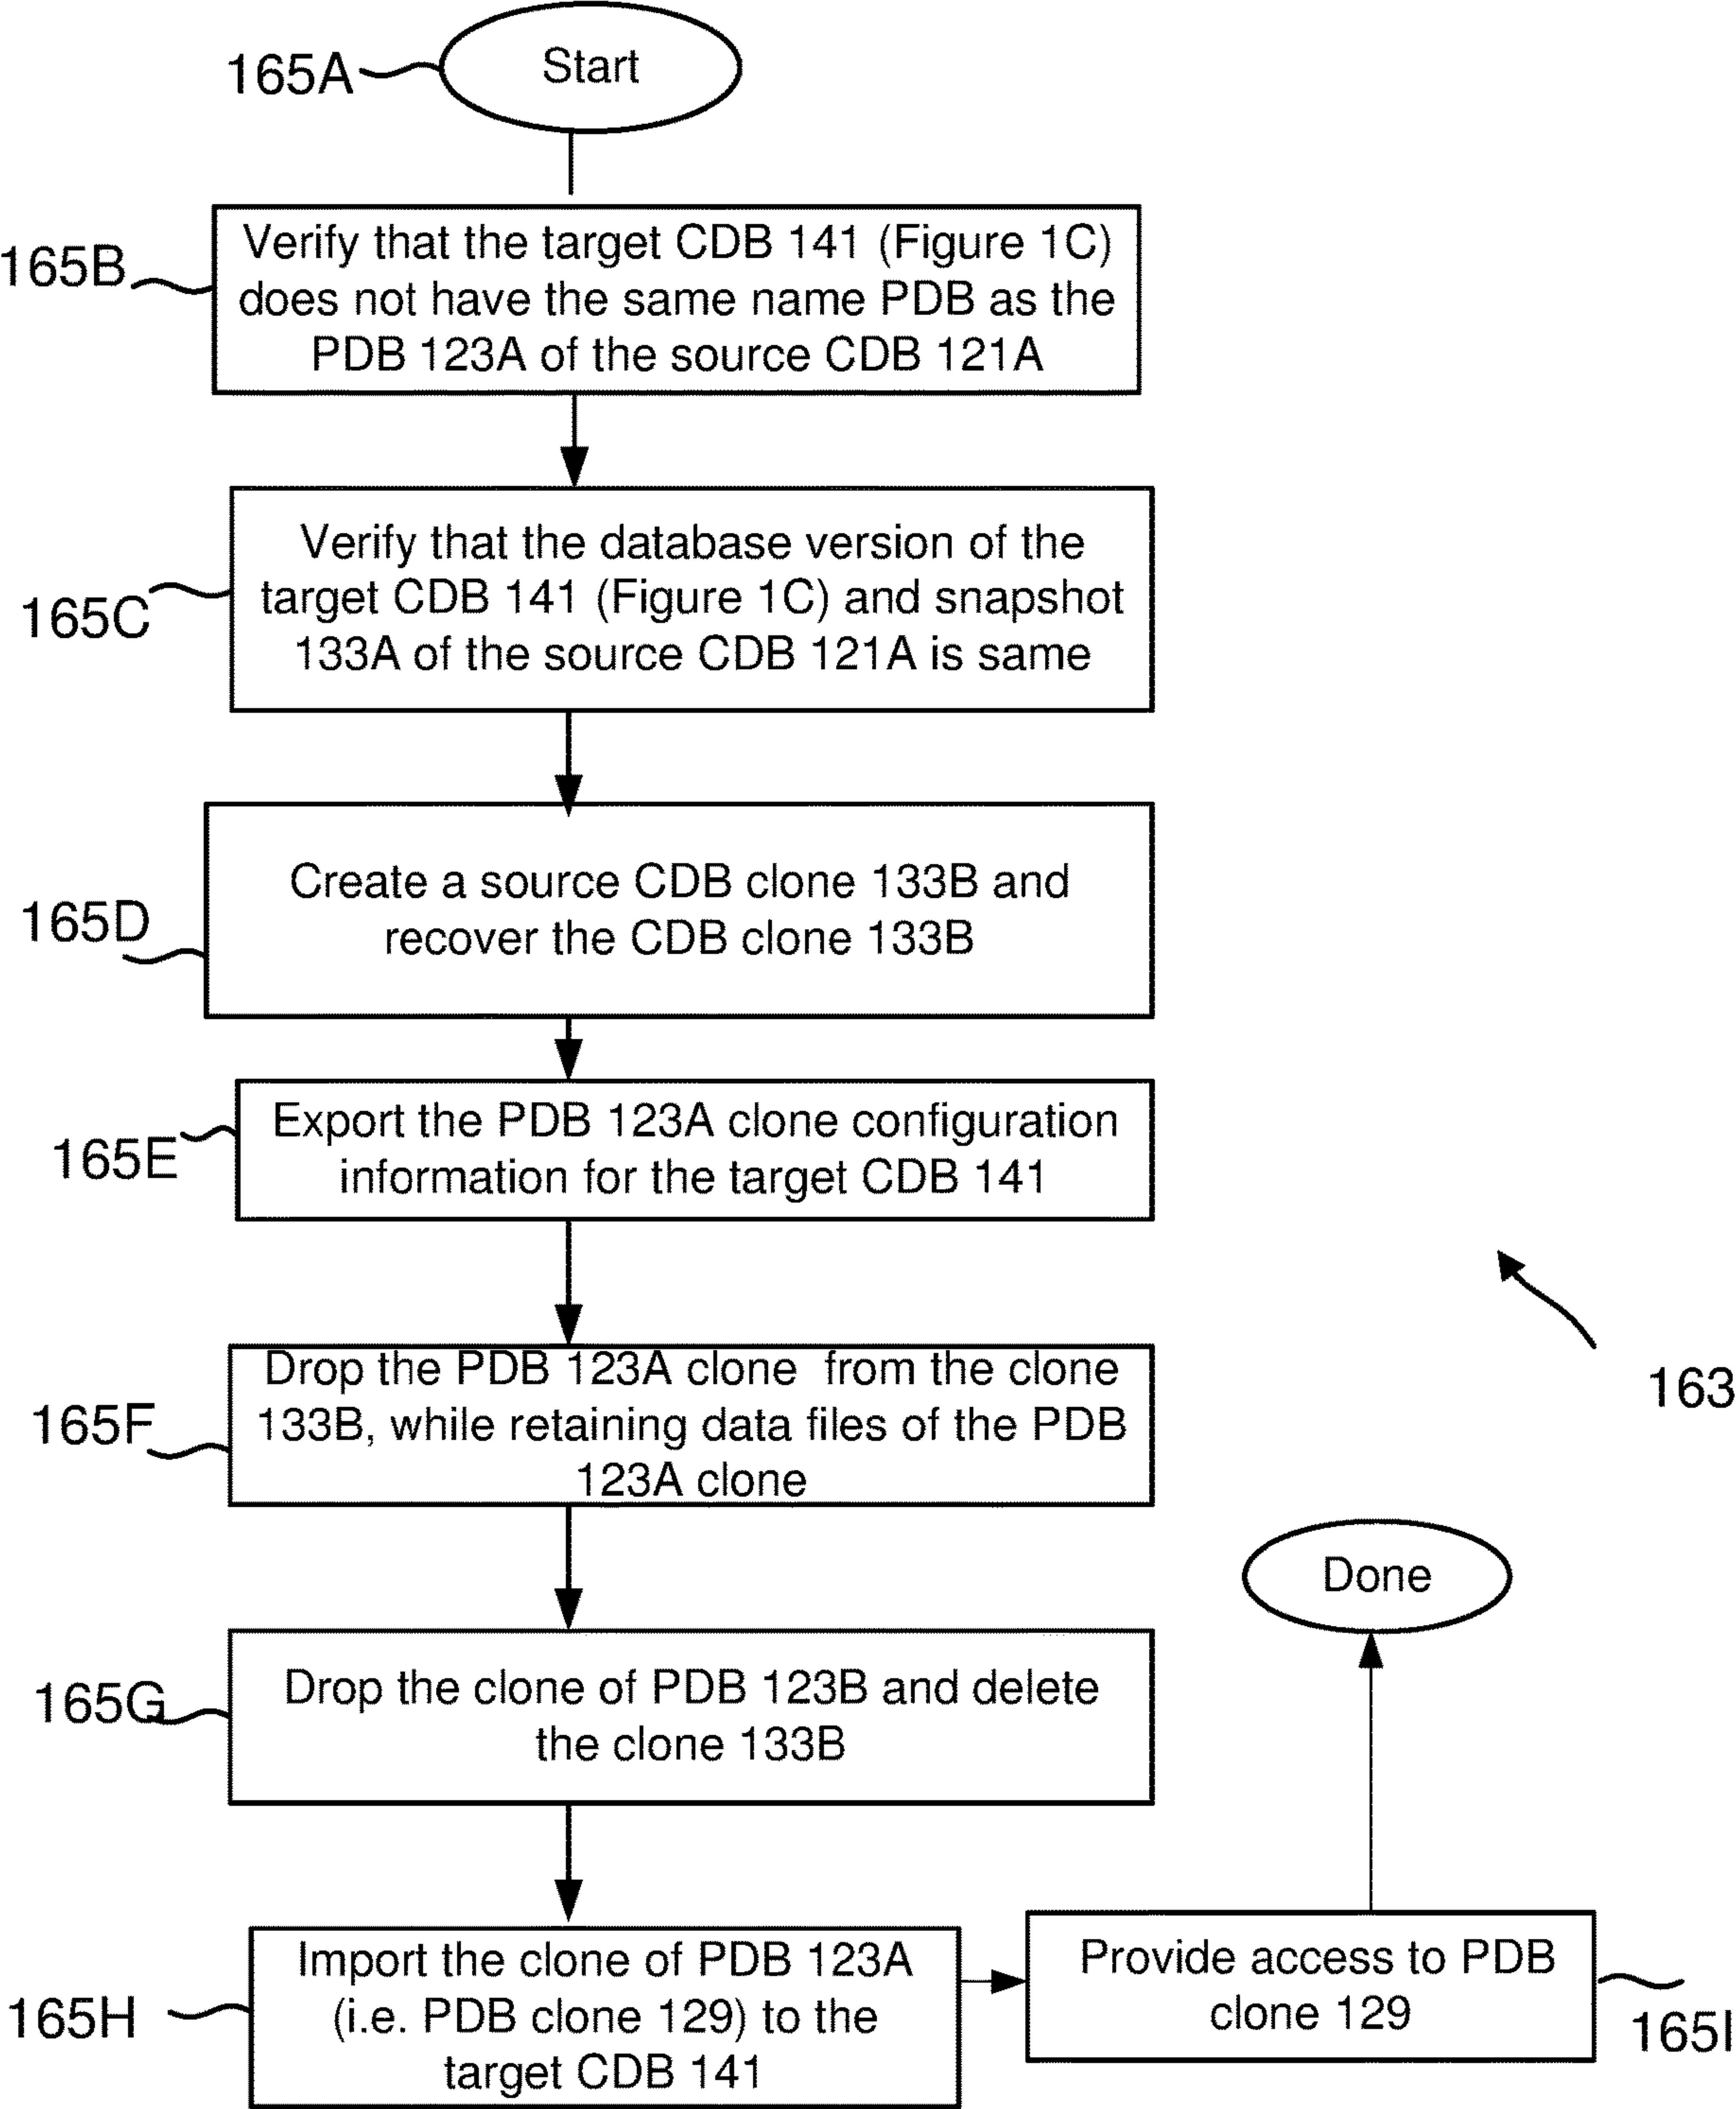 165A
Start
165B
Verify that the target CDB 141 (Figure 1C)
does not have the same name PDB as the
PDB 123A of the source CDB 121A
165C
Verify that the database version of the
target CDB 141 (Figure 1C) and snapshot
133A of the source CDB 121A is same
165D
Create a source CDB clone 133B and
recover the CDB clone 133B
165E
Export the PDB 123A clone configuration
information for the target CDB 141
163
165F
Drop the PDB 123A clone from the clone
133B, while retaining data files of the PDB
123A clone
165G
Drop the clone of PDB 123B and delete
the clone 133B
165H
Import the clone of PDB 123A
(i.e. PDB clone 129) to the
target CDB 141
Provide access to PDB
clone 129
165I
Done